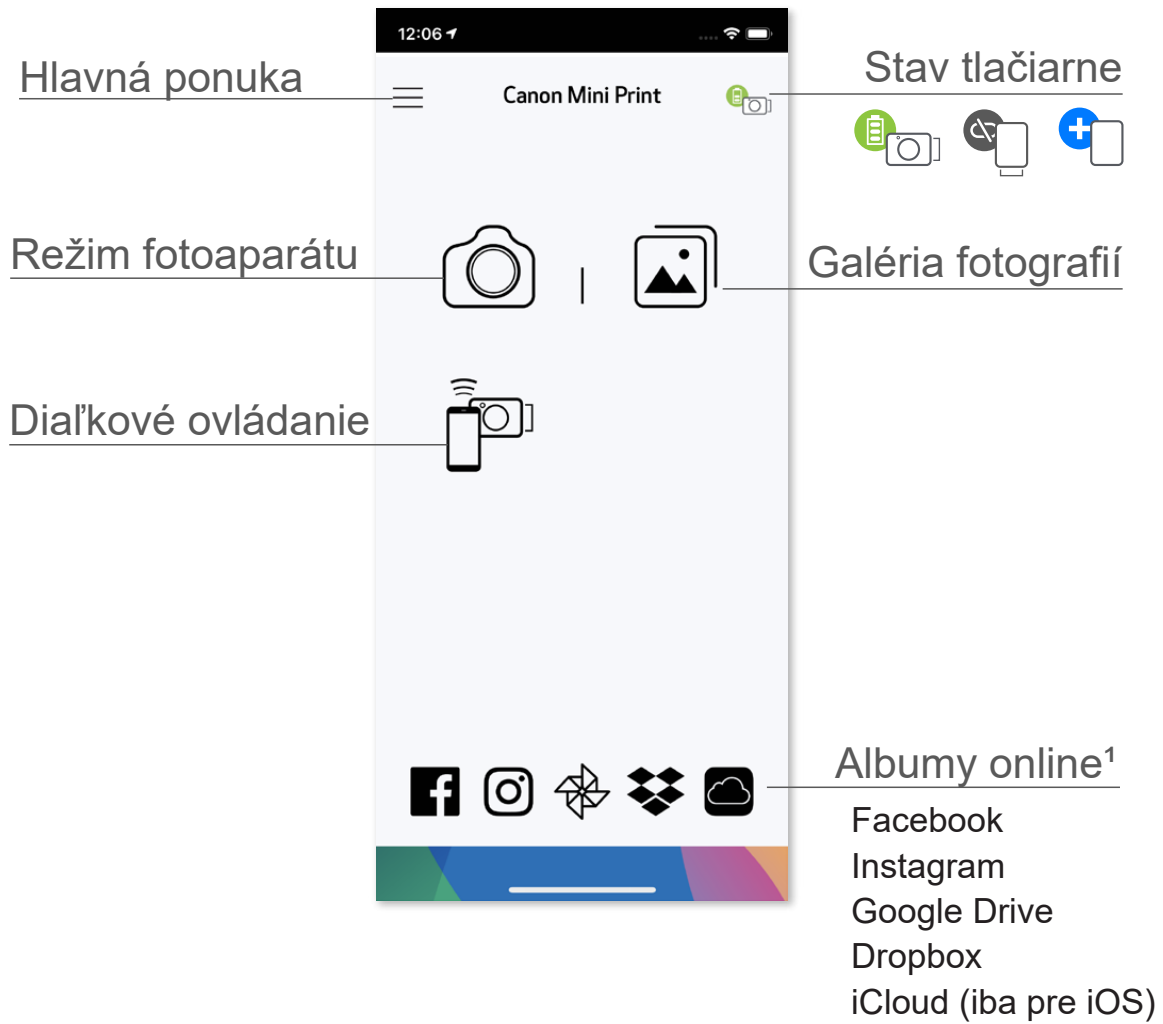 12:06
Hlavná ponuka
Canon Mini Print
Stav tlačiarne
Režim fotoaparátu
Galéria fotografií
Diaľkové ovládanie
Albumy online¹
Facebook
Instagram
Google Drive
Dropbox
iCloud (iba pre iOS)